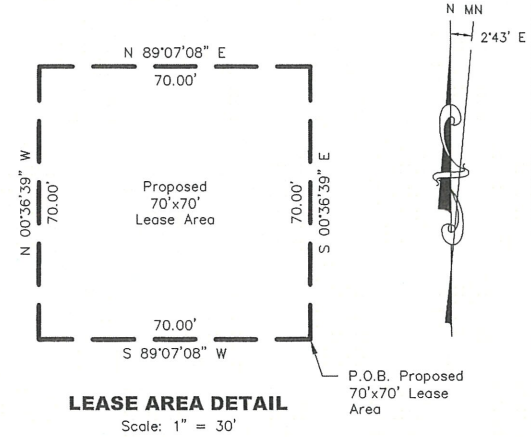 N MN
2°43' E
N 89°07'08" E
70.00'
N 00°36'39" W
70.00'
Proposed
70'x70'
Lease Area
70.00'
S 00°36'39" E
70.00'
S 89°07'08" W
P.O.B. Proposed
70'x70' Lease
Area
LEASE AREA DETAIL
Scale: 1" = 30'